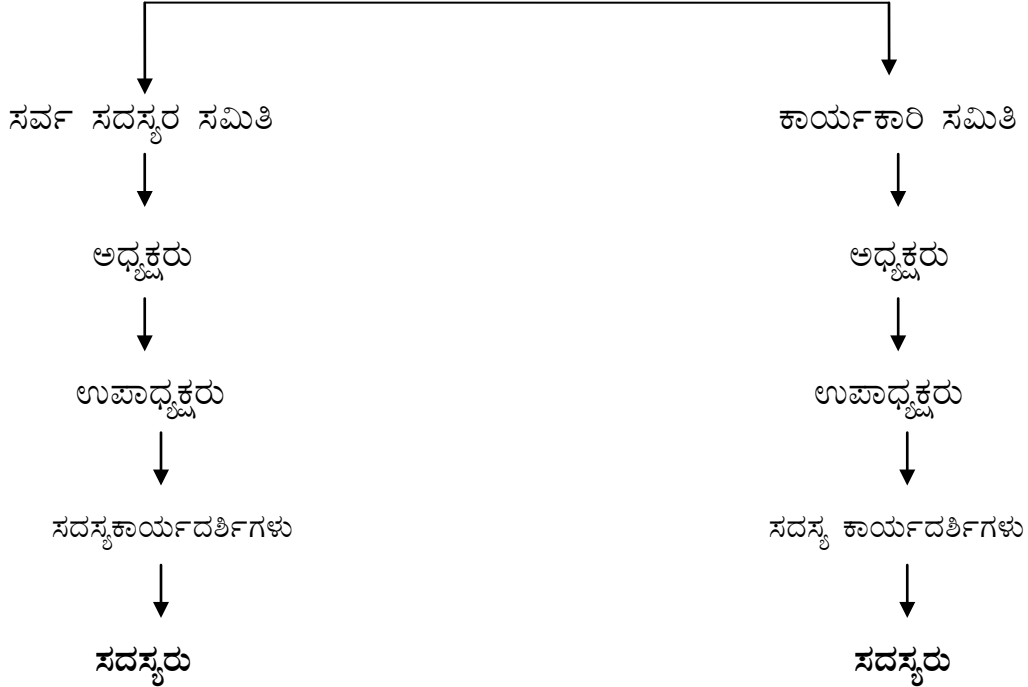 ಸರ್ವ ಸದಸ್ಯರ ಸಮಿತಿ
ಕಾರ್ಯಕಾರಿ ಸಮಿತಿ
ಅಧ್ಯಕ್ಷರು
ಅಧ್ಯಕ್ಷರು
ಉಪಾಧ್ಯಕ್ಷರು
ಉಪಾಧ್ಯಕ್ಷರು
ಸದಸ್ಯಕಾರ್ಯದರ್ಶಿಗಳು
ಸದಸ್ಯ ಕಾರ್ಯದರ್ಶಿಗಳು
ಸದಸ್ಯರು
ಸದಸ್ಯರು